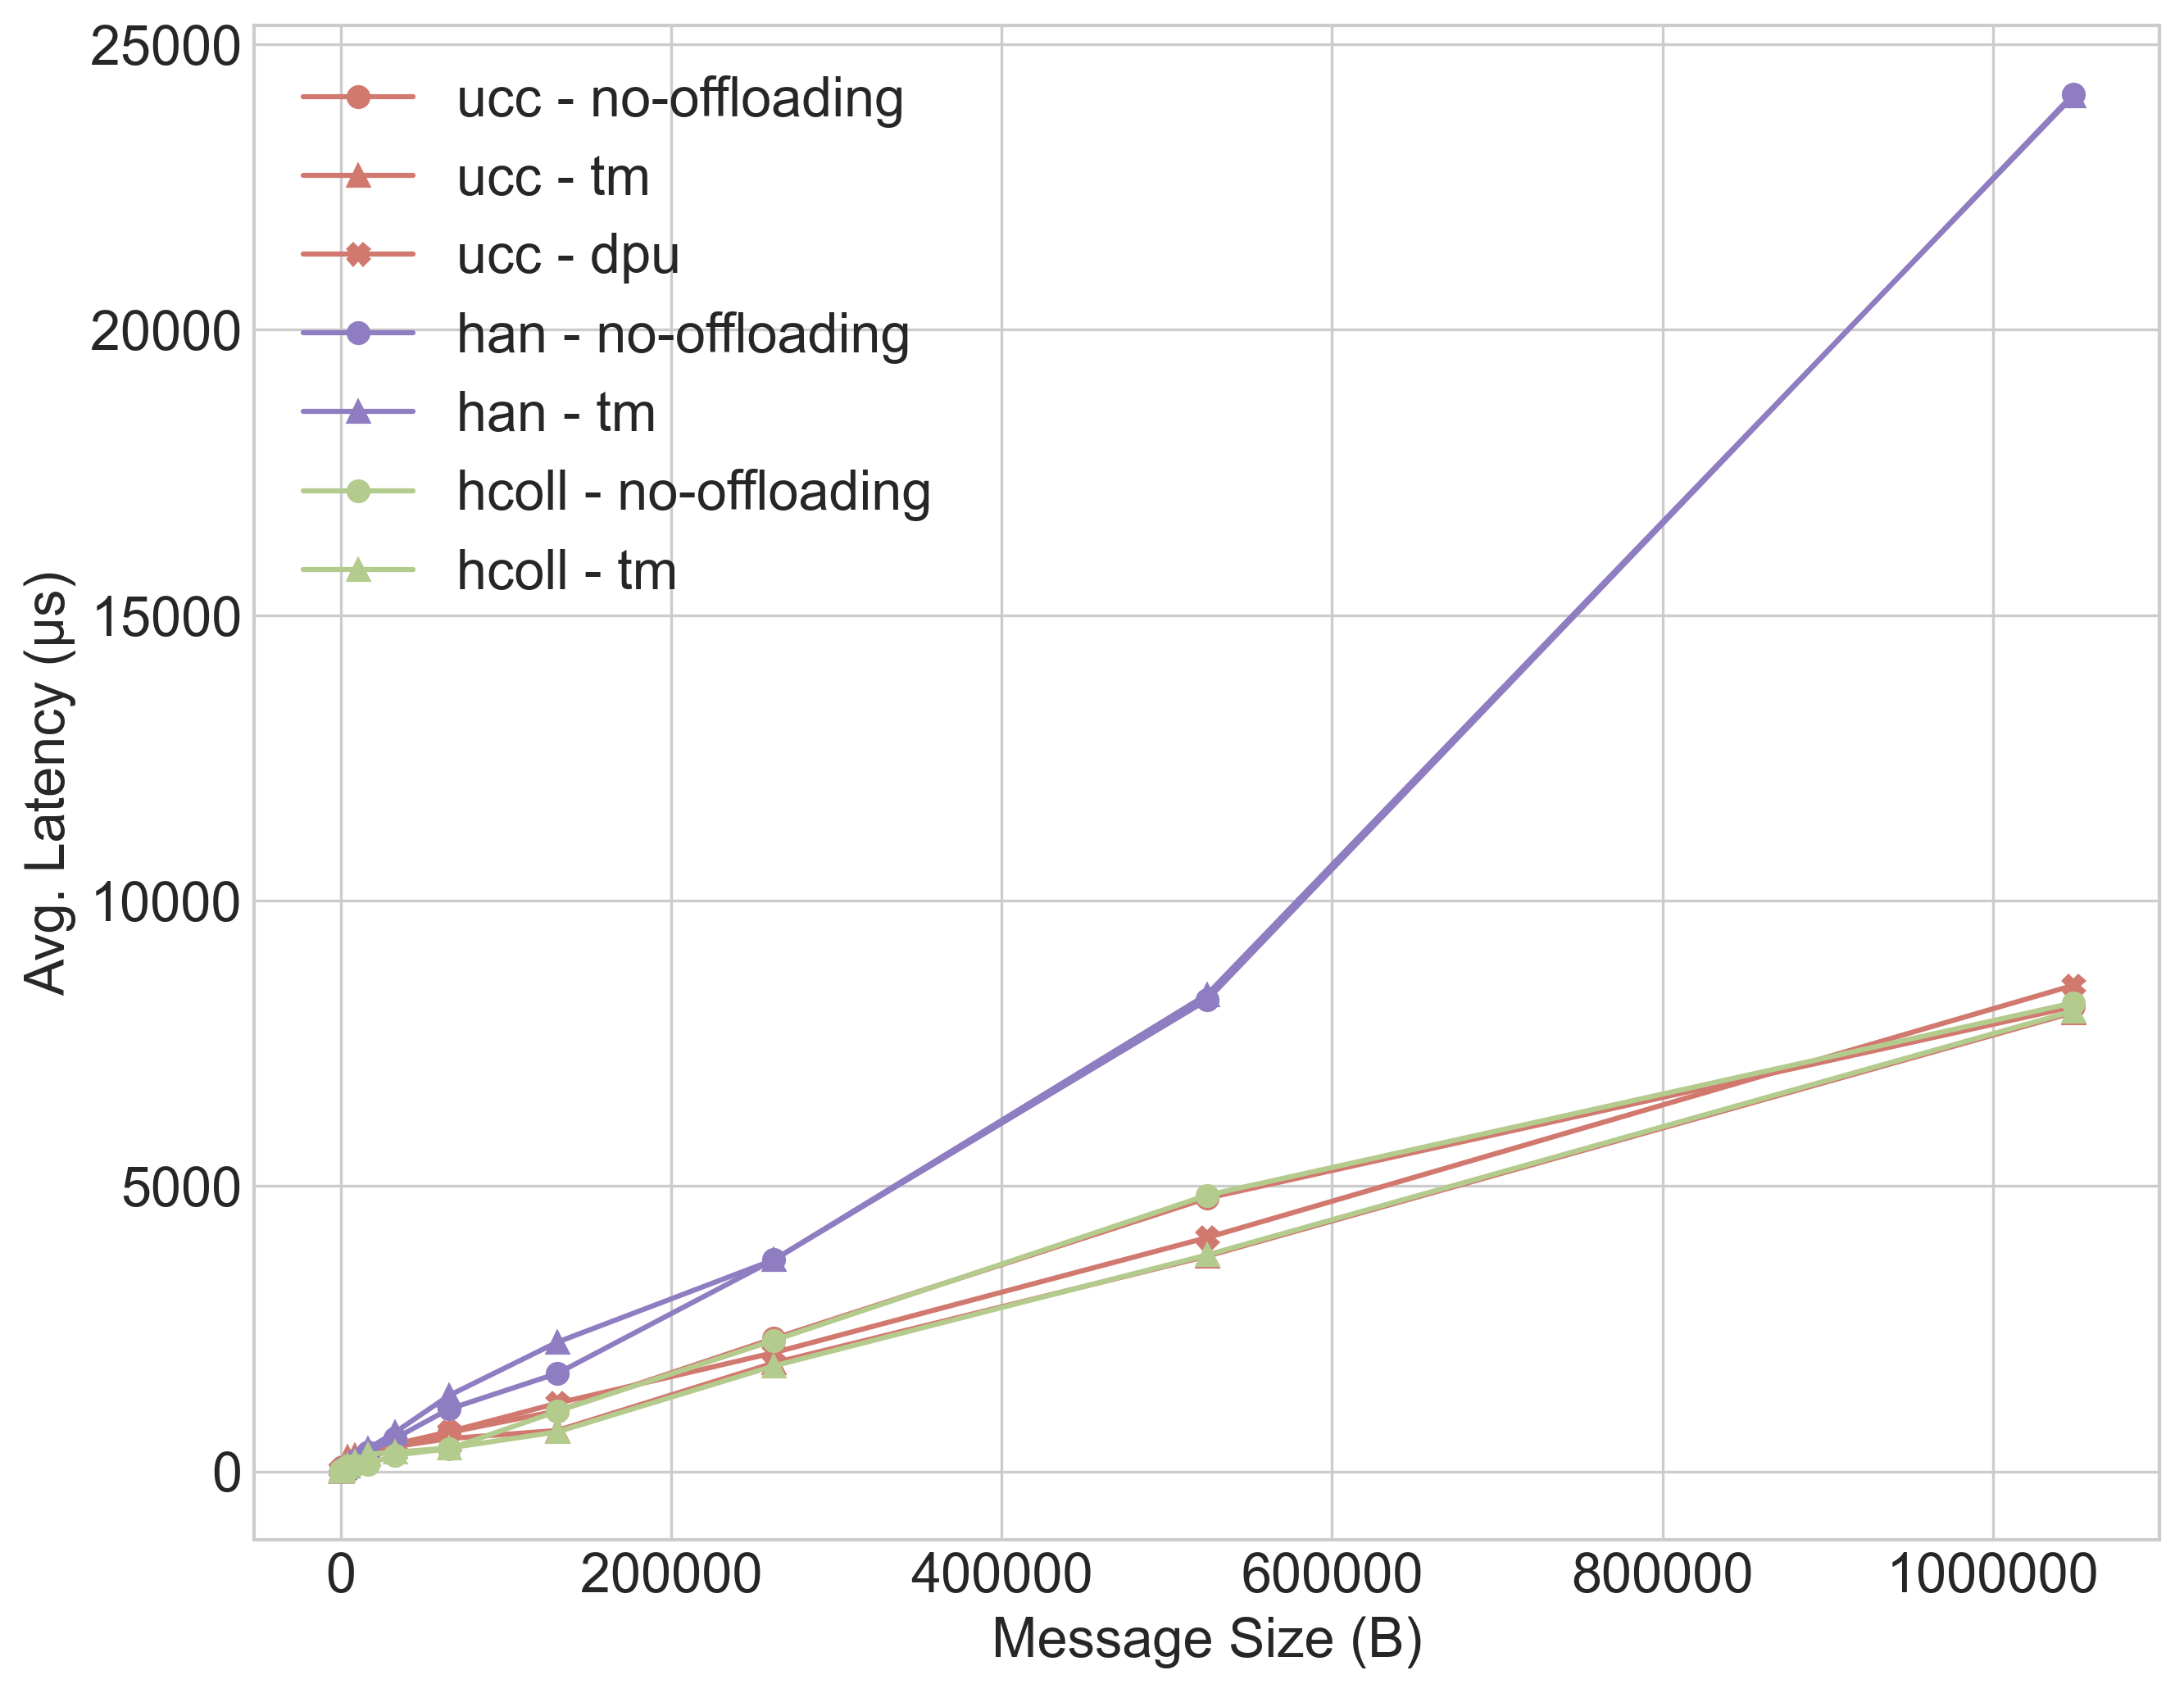 25000
20000
15000
10000
5000
0
Avg. Latency (µs)
ucc - no-offloading
ucc - tm
ucc - dpu
han - no-offloading
han - tm
hcoll - no-offloading
hcoll - tm
0 200000 400000 600000 800000 1000000
Message Size (B)